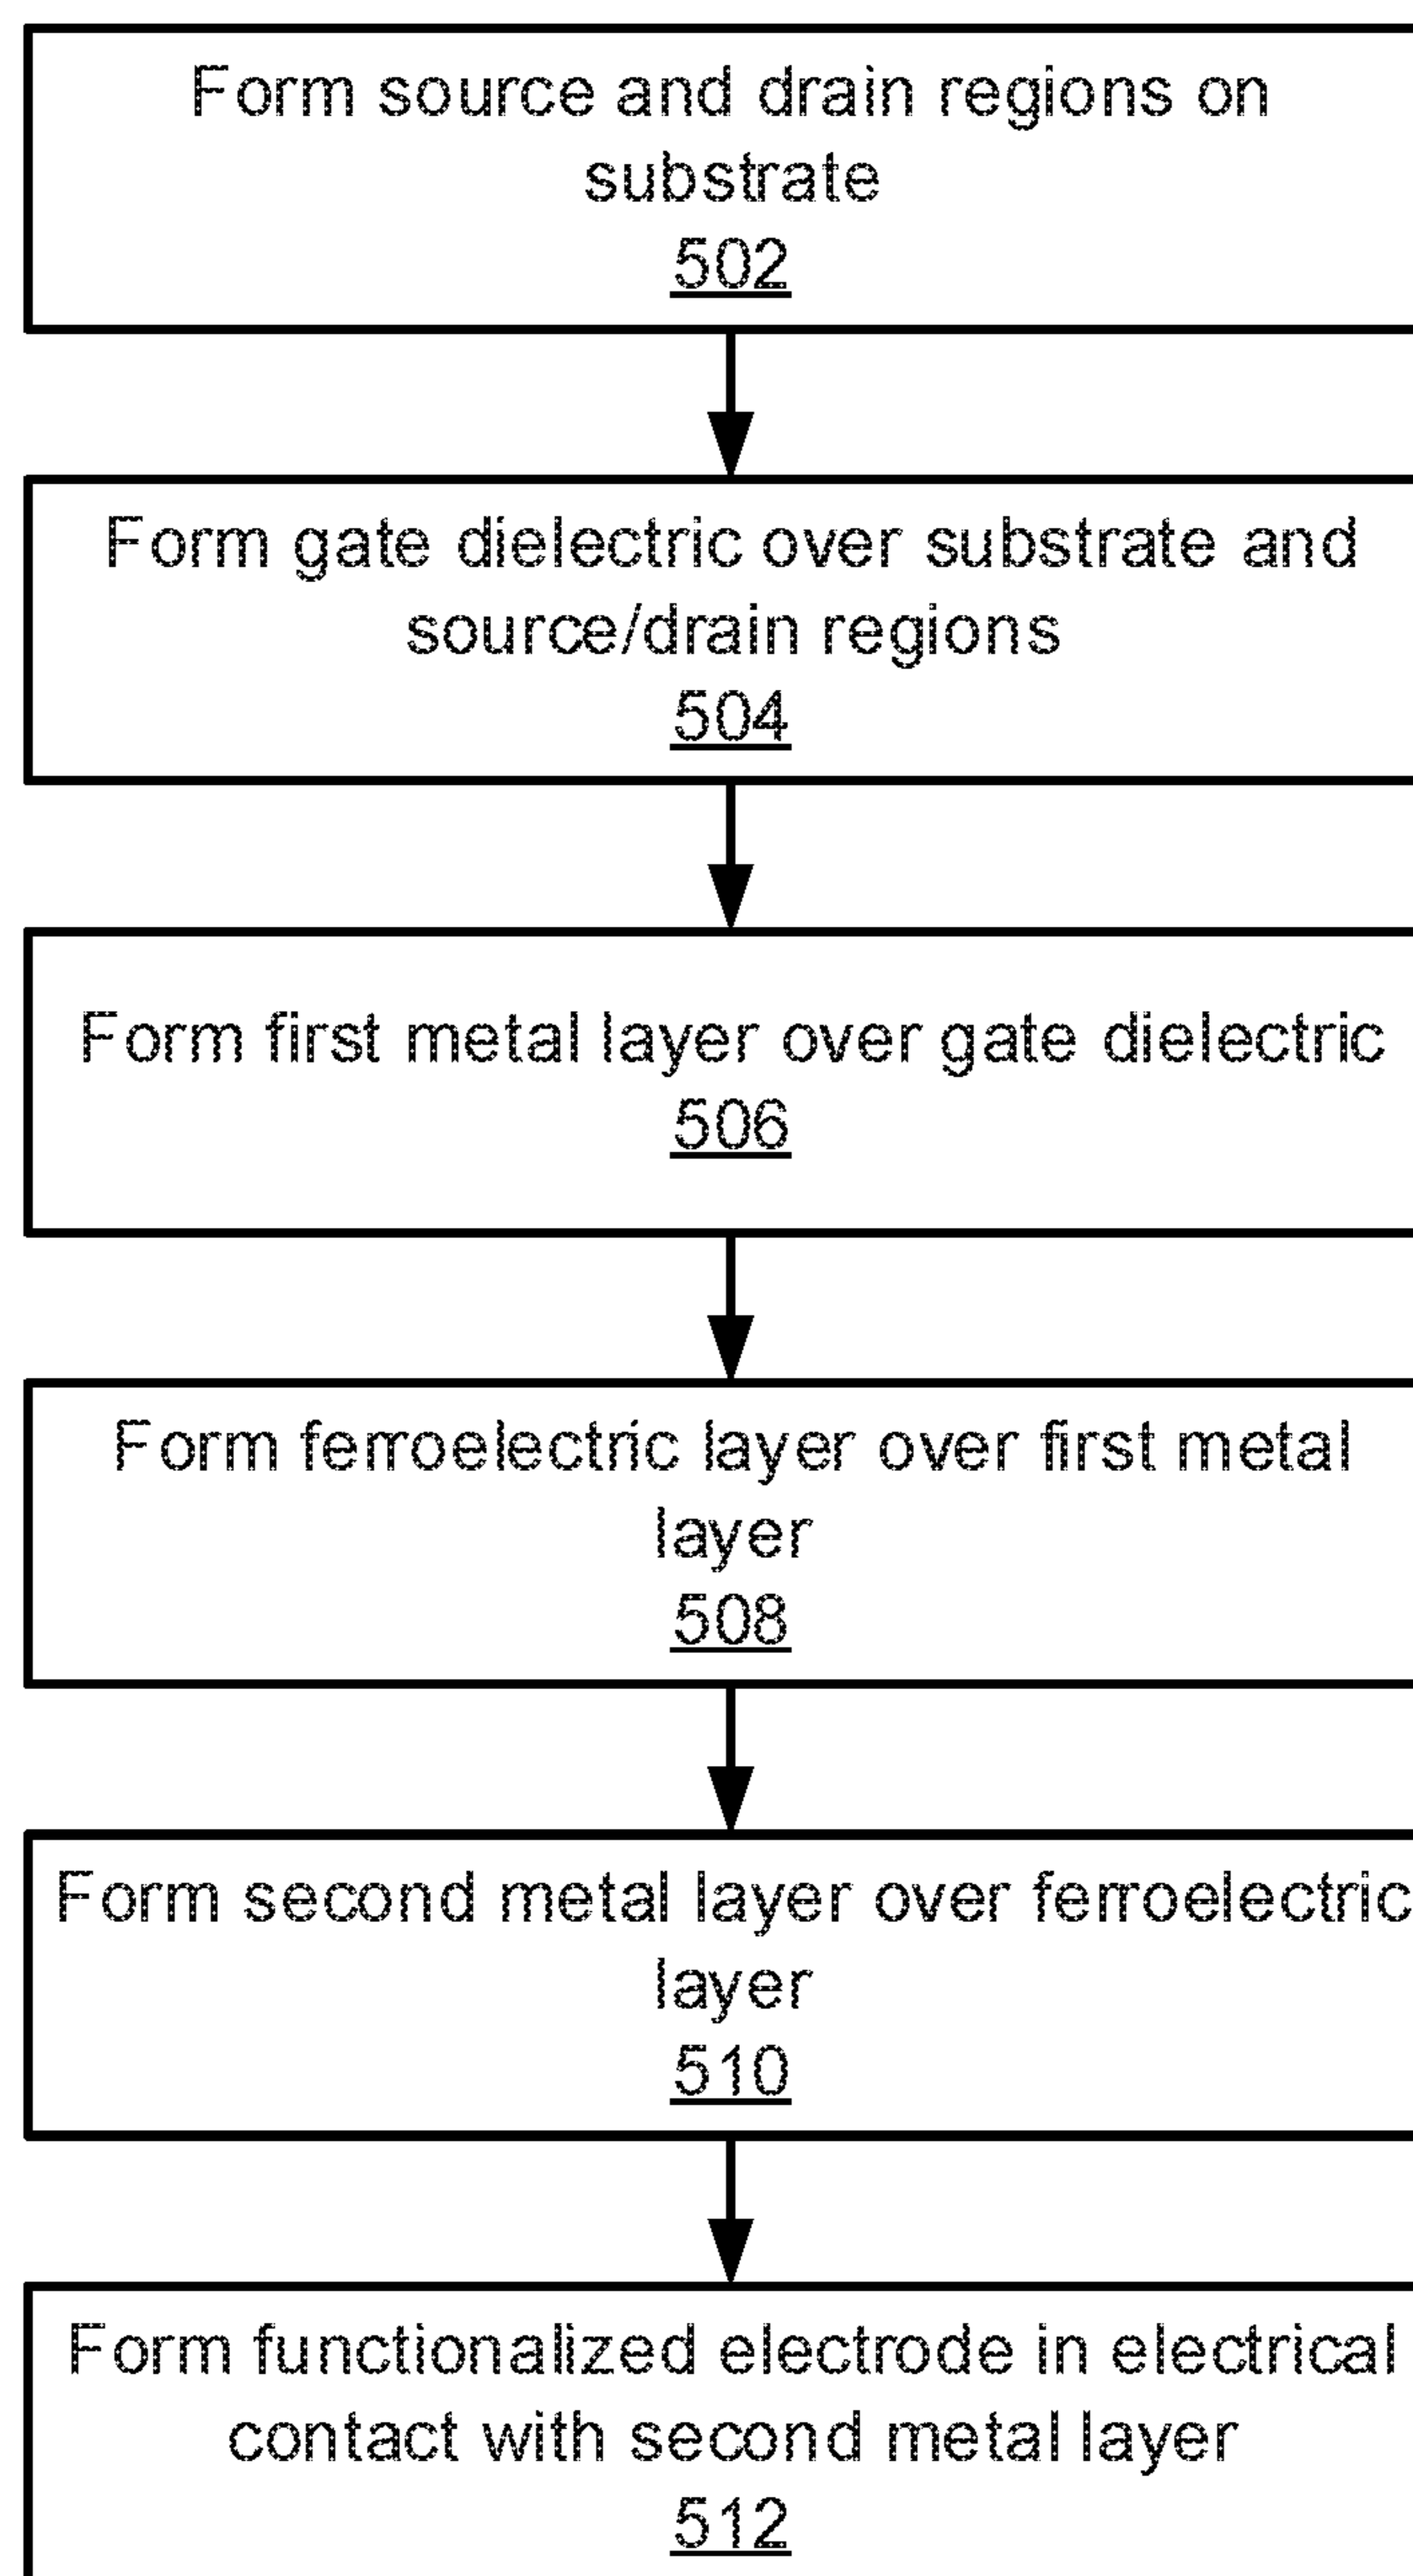 Form source and drain regions on
substrate
502
Form gate dielectric over substrate and
source/drain regions
504
Form first metal layer over gate dielectric
506
Form ferroelectric layer over first metal
layer
508
Form second metal layer over ferroelectric
layer
510
Form functionalized electrode in electrical
contact with second metal layer
512